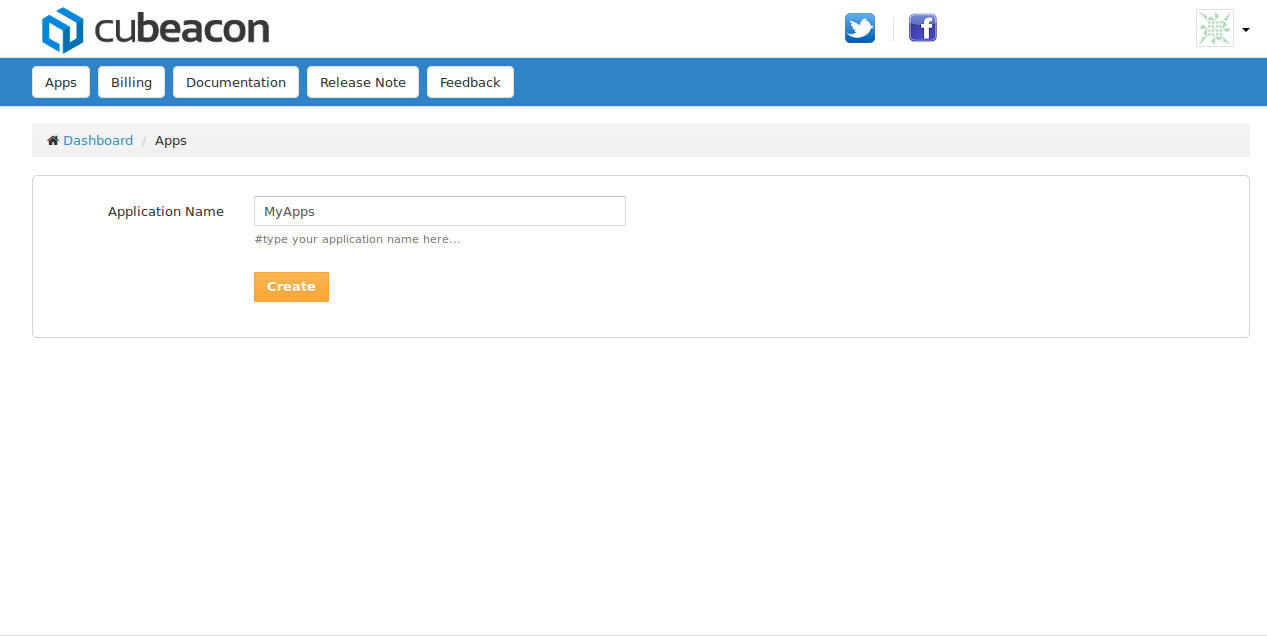 cubeacon
Apps Billing Documentation Release Note Feedback
Dashboard / Apps
Application Name MyApps
#type your application name here...
Create